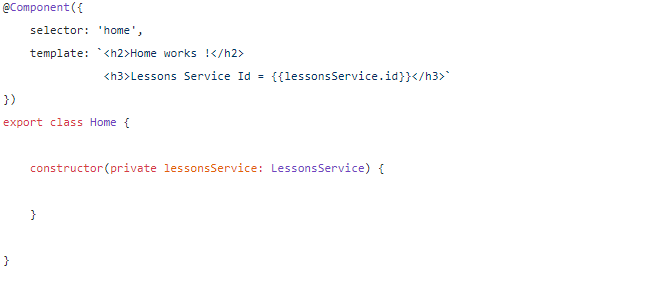 @Component({
    selector: 'home',
    template: `<h2>Home works !</h2>
               <h3>Lessons Service Id = {{lessonsService.id}}</h3>`
})
export class Home {
    constructor(private lessonsService: LessonsService) {
    }
}